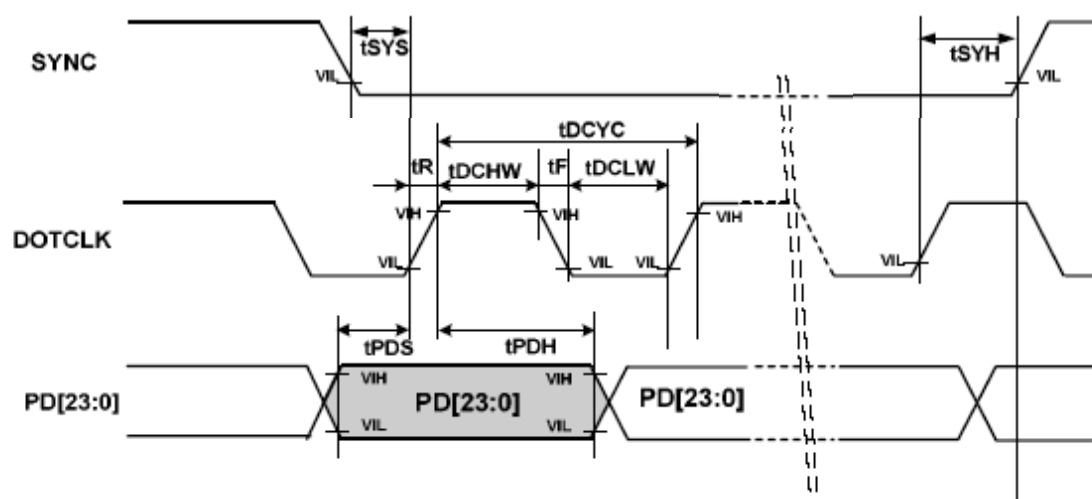 tSYS
tSYH
SYNC
VIL
VIL
tDCYC
tR
tDCHW
tF
tDCLW
VIH
VIH
VIH
DOTCLK
VIL
VIL
VIL
VIL
tPDS
tPDH
VIH
VIH
PD[23:0]
PD[23:0]
PD[23:0]
VIL
VIL